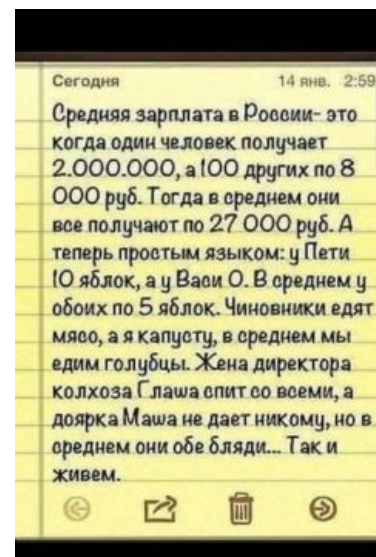 Сегодня 14 янв. 2:59
Средняя зарплата в России- это
когда один человек получает
2.000.000, а 100 других по 8
000 руб. Тогда в среднем они
все получают по 27 000 руб. А
теперь простым языком: у Пети
10 яблок, а у Васи 0. В среднем у
обоих по 5 яблок. Чиновники едят
мясо, а я капусту, в среднем мы
едим голубцы. Жена директора
колхоза Глаша спит со всеми, а
доярка Маша не дает никому, но в
среднем они обе бляди... Так и
живем.